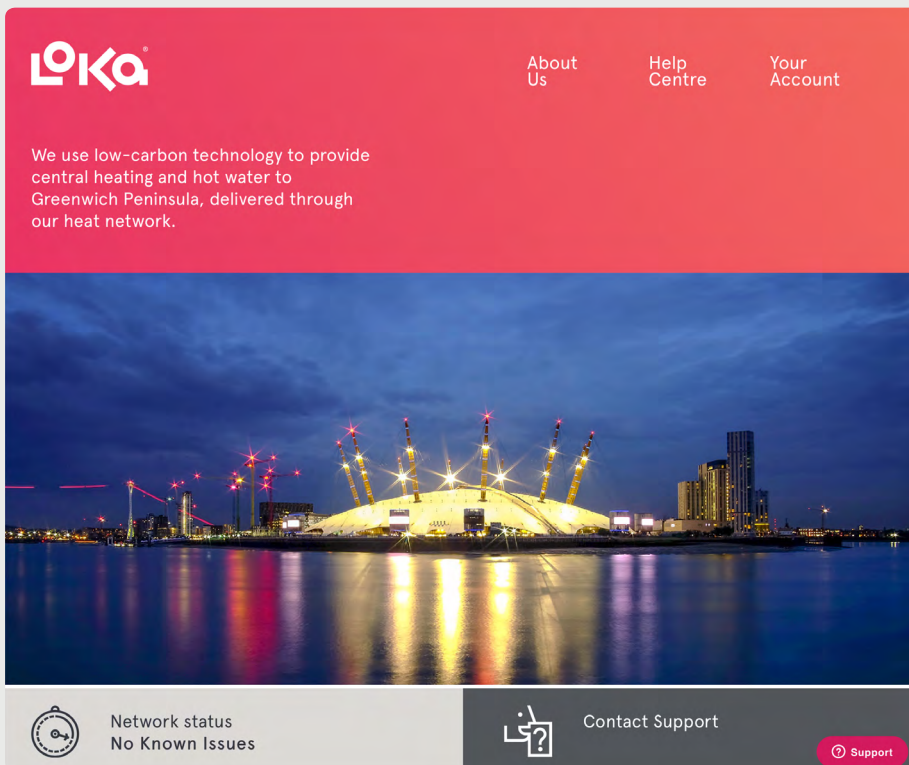 LOKa®
About
Us
Help
Centre
Your
Account
We use low-carbon technology to provide
central heating and hot water to
Greenwich Peninsula, delivered through
our heat network.
Network status
No Known Issues
Contact Support
Support